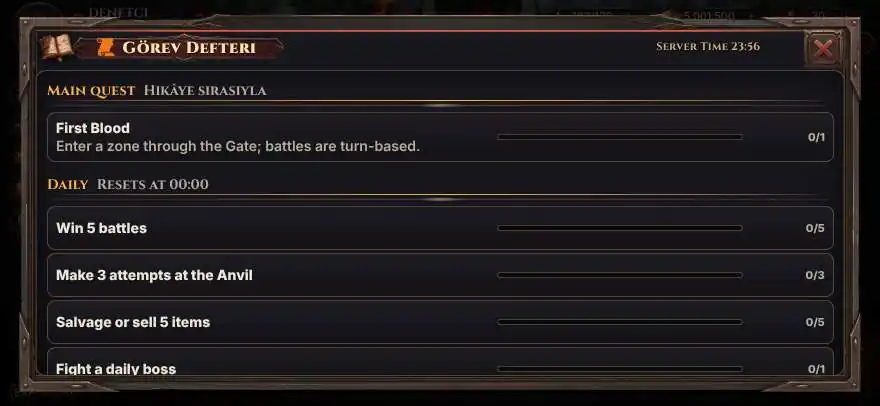 DENETÇİ
GÖREV DEFTERI
SERVER TIME 23:56
MAIN QUEST HIKÂYE SIRASIYLA
First Blood
Enter a zone through the Gate; battles are turn-based.
0/1
DAILY RESETS AT 00:00
Win 5 battles
0/5
Make 3 attempts at the Anvil
0/3
Salvage or sell 5 items
0/5
Fight a daily boss
0/1